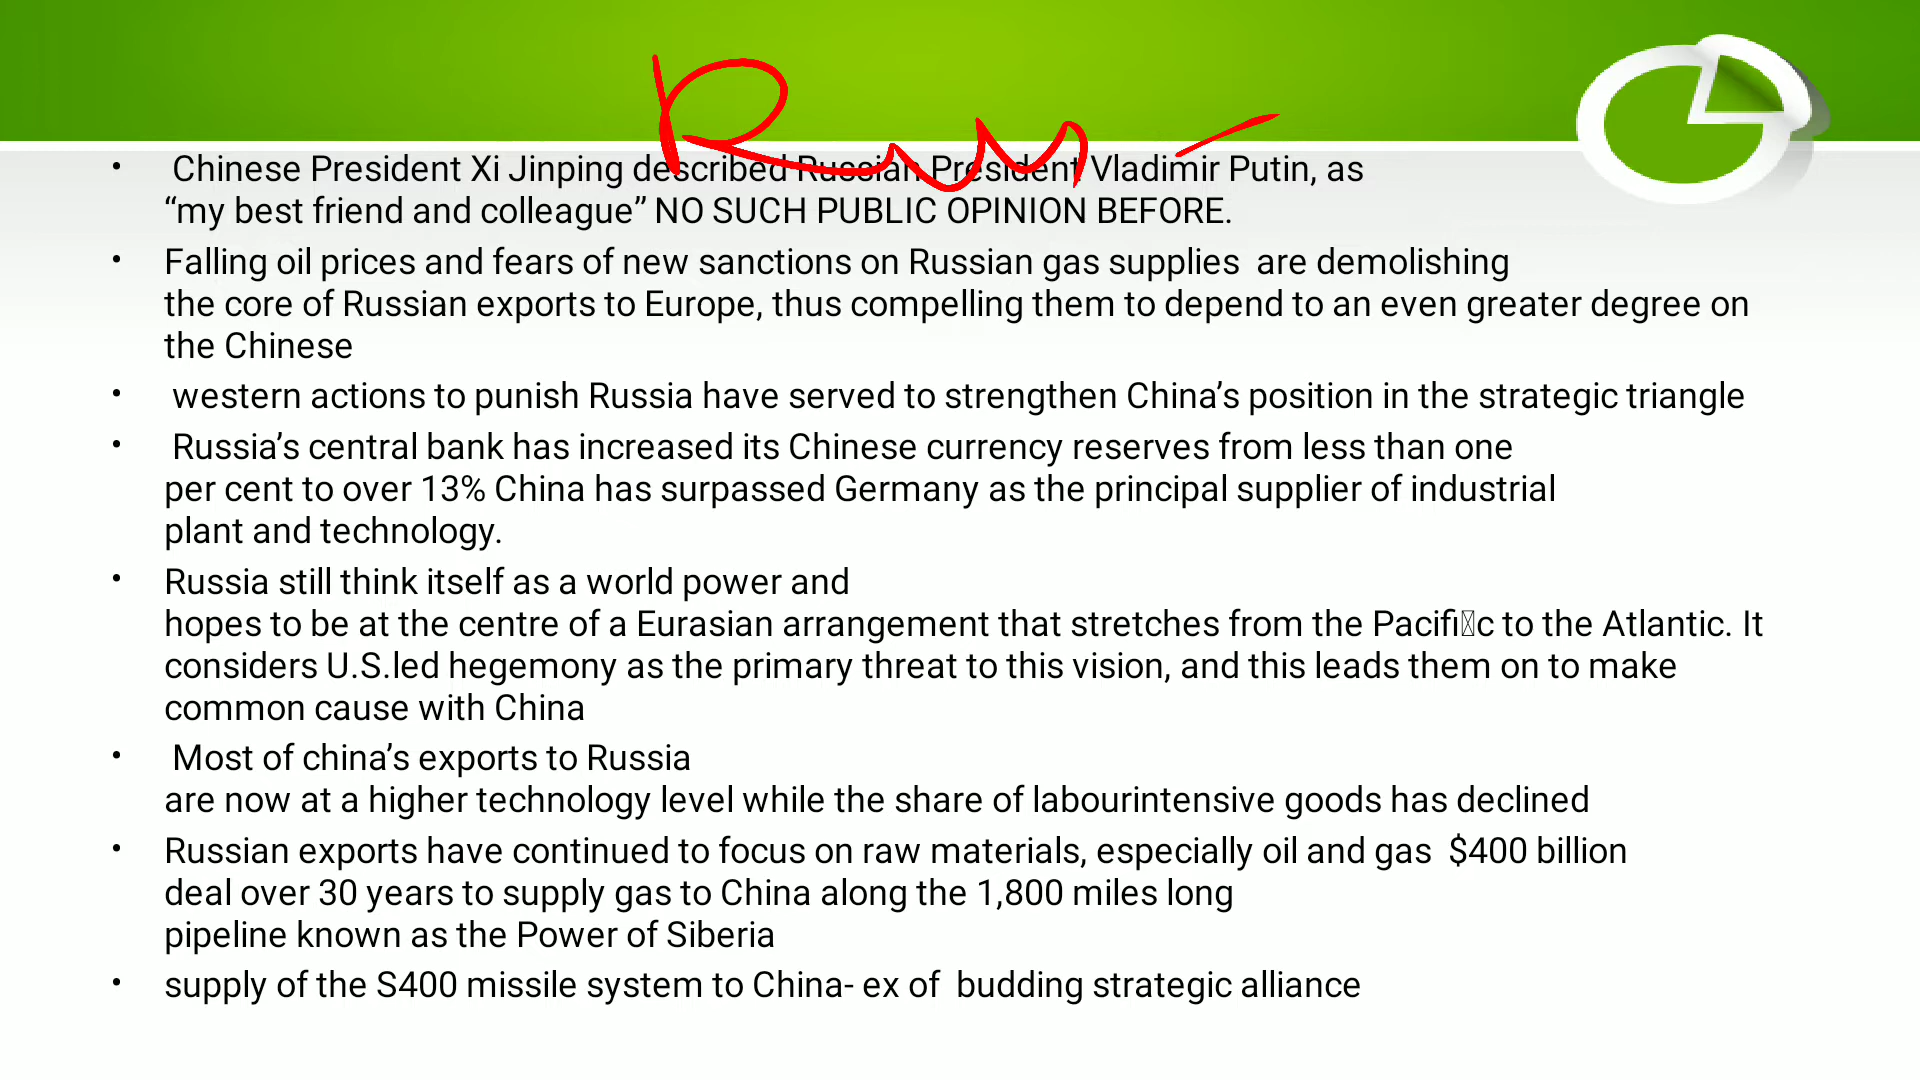 • Chinese President Xi Jinping described Russian President Vladimir Putin, as
“my best friend and colleague” NO SUCH PUBLIC OPINION BEFORE.
• Falling oil prices and fears of new sanctions on Russian gas supplies are demolishing
the core of Russian exports to Europe, thus compelling them to depend to an even greater degree on
the Chinese
• western actions to punish Russia have served to strengthen China’s position in the strategic triangle
• Russia’s central bank has increased its Chinese currency reserves from less than one
per cent to over 13% China has surpassed Germany as the principal supplier of industrial
plant and technology.
• Russia still think itself as a world power and
hopes to be at the centre of a Eurasian arrangement that stretches from the Pacific to the Atlantic. It
considers U.S.led hegemony as the primary threat to this vision, and this leads them on to make
common cause with China
• Most of china’s exports to Russia
are now at a higher technology level while the share of labourintensive goods has declined
• Russian exports have continued to focus on raw materials, especially oil and gas $400 billion
deal over 30 years to supply gas to China along the 1,800 miles long
pipeline known as the Power of Siberia
• supply of the S400 missile system to China- ex of budding strategic alliance